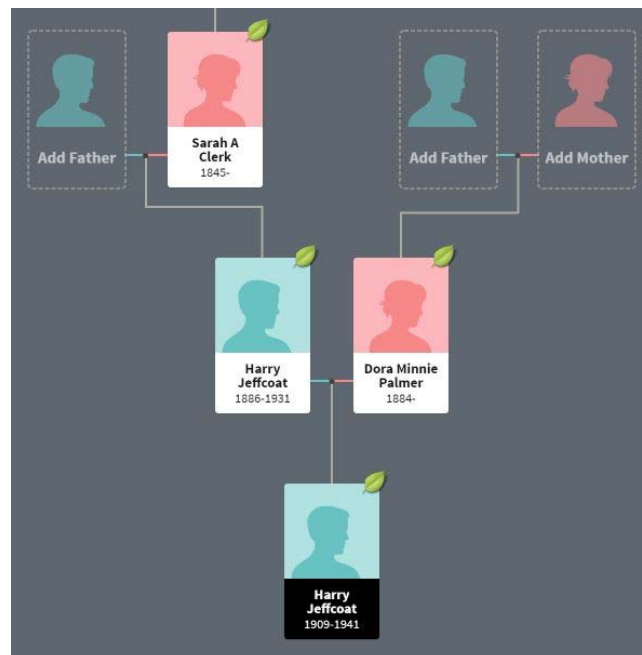 Add Father
Sarah A
Clerk
1845-
Add Father
Add Mother
Harry
Jeffcoat
1886-1931
Dora Minnie
Palmer
1884-
Harry
Jeffcoat
1909-1941